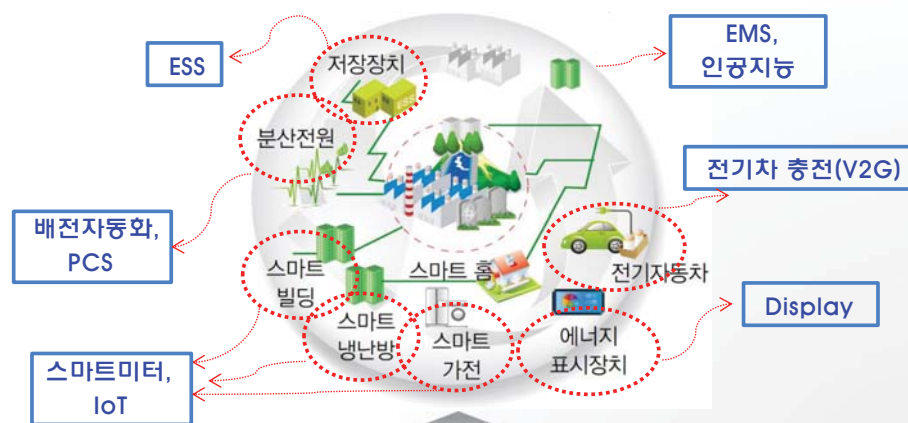 ESS
저장장치
ESS
EMS,
인공지능
분산전원
전기차 충전(V2G)
배전자동화,
PCS
스마트
빌딩
스마트 홈
전기자동차
스마트
냉난방
스마트
가전
에너지
표시장치
Display
스마트미터,
IoT